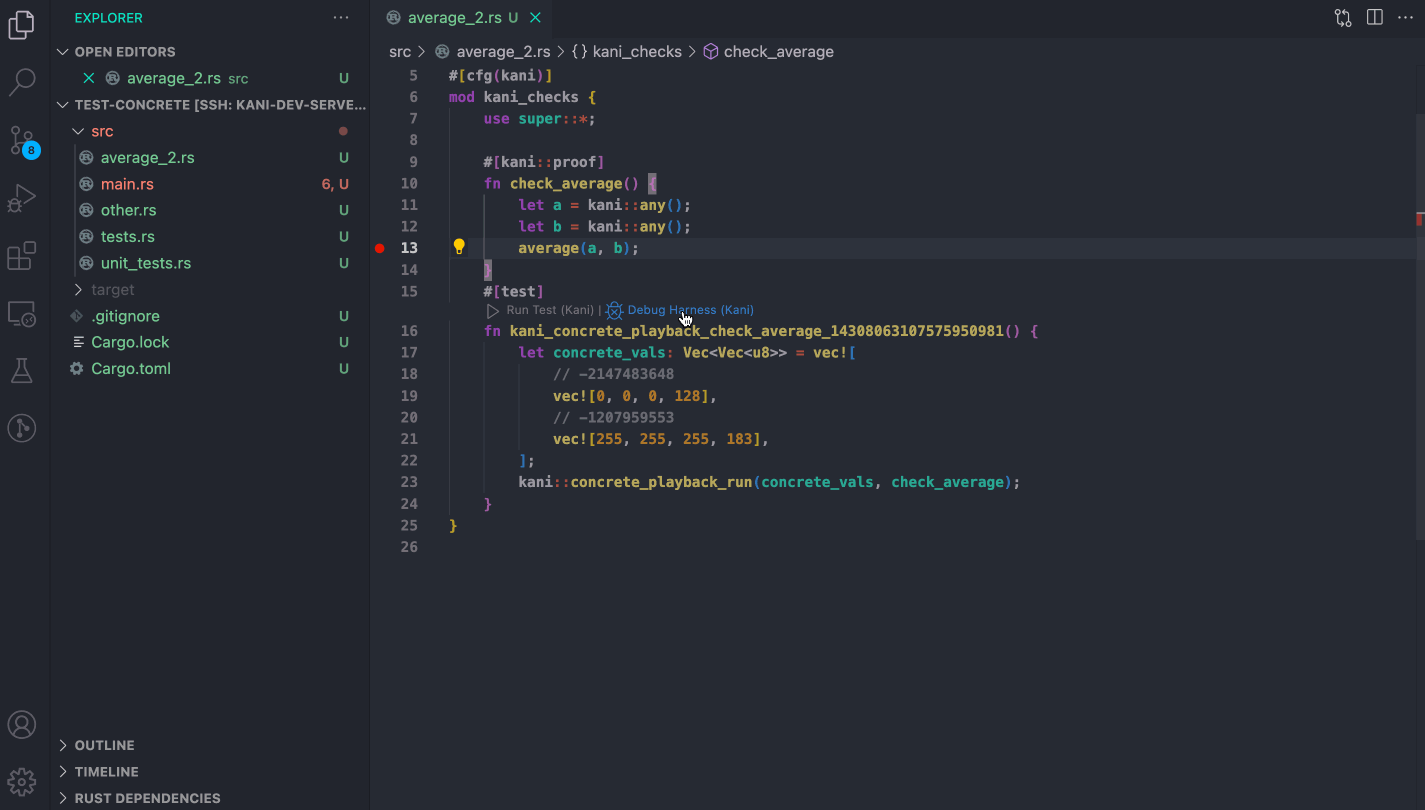 EXPLORER
OPEN EDITORS
average_2.rs src U
TEST-CONCRETE [SSH: KANI-DEV-SERVE...
src
average_2.rs U
main.rs 6, U
other.rs U
tests.rs U
unit_tests.rs U
target
.gitignore U
Cargo.lock U
Cargo.toml U
OUTLINE
TIMELINE
RUST DEPENDENCIES
8
average_2.rs U
src > average_2.rs > {} kani_checks > check_average
5 #[cfg(kani)]
6 mod kani_checks {
7 use super::*;
8
9 #[kani::proof]
10 fn check_average() {
11 let a = kani::any();
12 let b = kani::any();
13 average(a, b);
14 }
15 #[test]
Run Test (Kani) | Debug Harness (Kani)
16 fn kani_concrete_playback_check_average_14308063107575950981() {
17 let concrete_vals: Vec<Vec<u8>> = vec![
18 // -2147483648
19 vec![0, 0, 0, 128],
20 // -1207959553
21 vec![255, 255, 255, 183],
22 ];
23 kani::concrete_playback_run(concrete_vals, check_average);
24 }
25 }
26